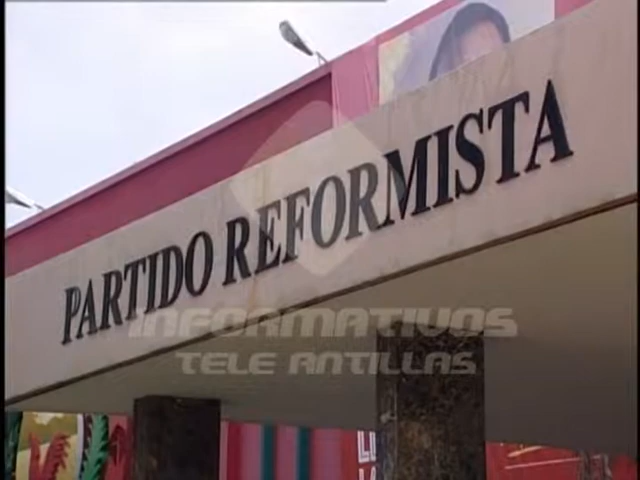 PARTIDO REFORMISTA
INFORMATIVOS
TELE ANTILLAS